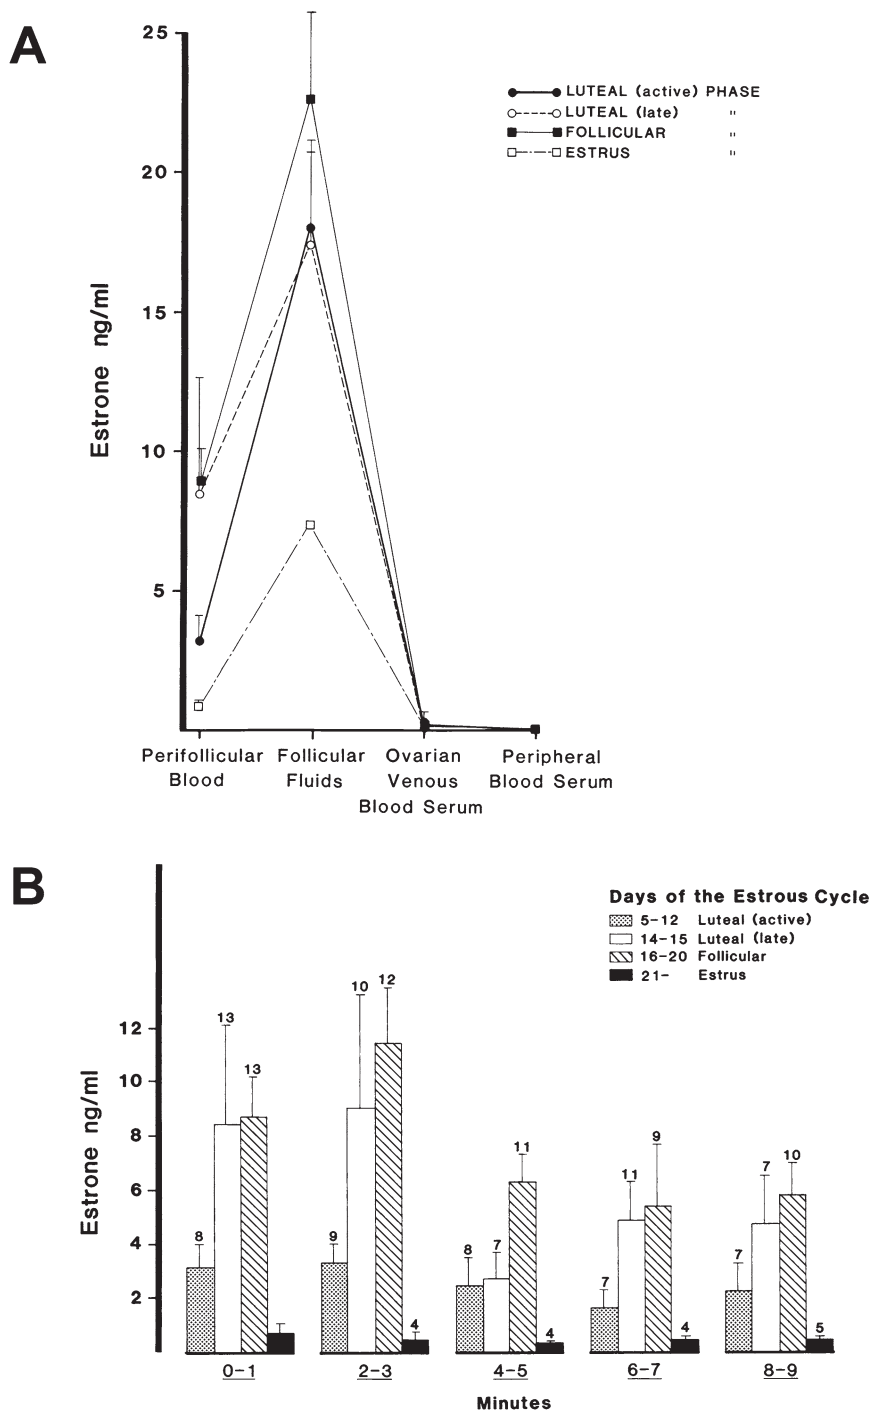 A
25
20
15
10
5
Estrone ng/ml
LUTEAL (active) PHASE
LUTEAL (late) "
FOLLICULAR "
ESTRUS "
Perifollicular Blood
Follicular Fluids
Ovarian Venous Blood Serum
Peripheral Blood Serum
B
Days of the Estrous Cycle
5-12 Luteal (active)
14-15 Luteal (late)
16-20 Follicular
21- Estrus
12
10
8
6
4
2
Estrone ng/ml
8
13
13
9
10
12
4
8
7
11
4
7
11
9
4
7
7
10
5
0-1
2-3
4-5
6-7
8-9
Minutes